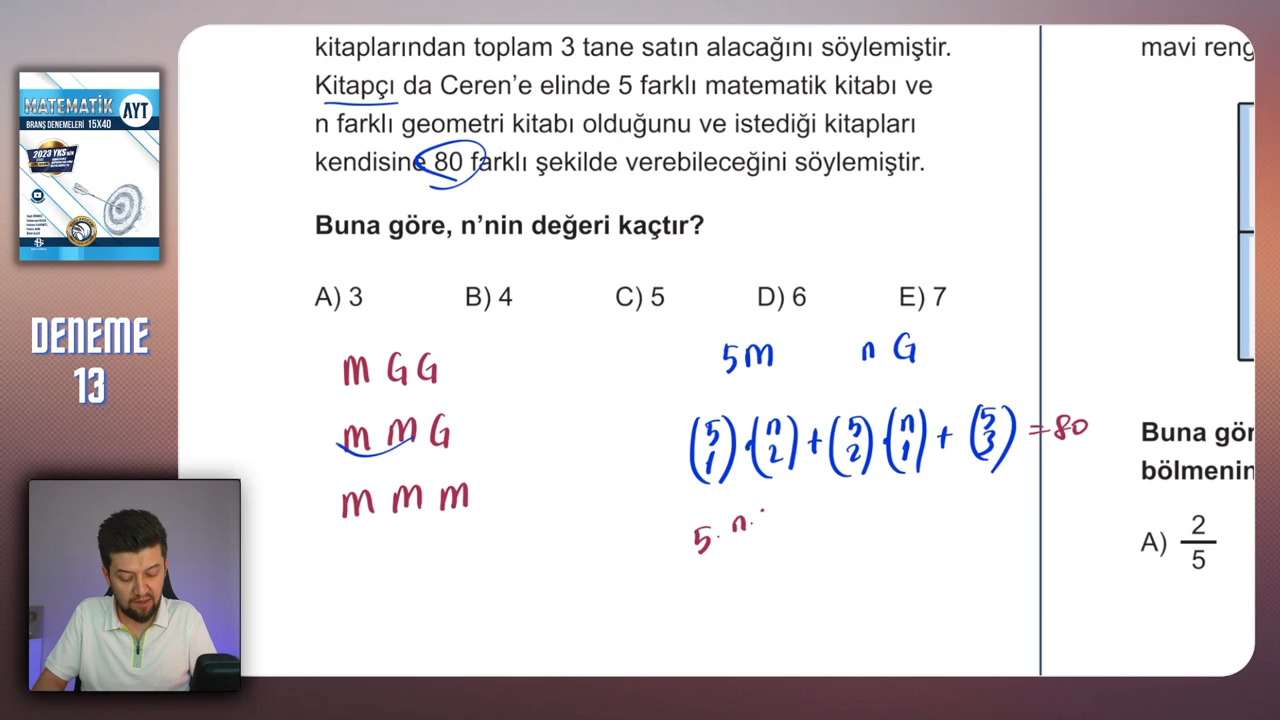 kitaplarından toplam 3 tane satın alacağını söylemiştir.
Kitapçı da Ceren'e elinde 5 farklı matematik kitabı ve
n farklı geometri kitabı olduğunu ve istediği kitapları
kendisine 80 farklı şekilde verebileceğini söylemiştir.
Buna göre, n'nin değeri kaçtır?
A) 3 B) 4 C) 5 D) 6 E) 7
m G G
m m G
m m m
5m n G
(5 1) · (n 2) + (5 2) · (n 1) + (5 3) = 80
5. n.
MATEMATİK AYT
BRANŞ DENEMELERİ 15X40
DENEME
13
mavi reng
Buna gör
bölmenin
A) 2/5